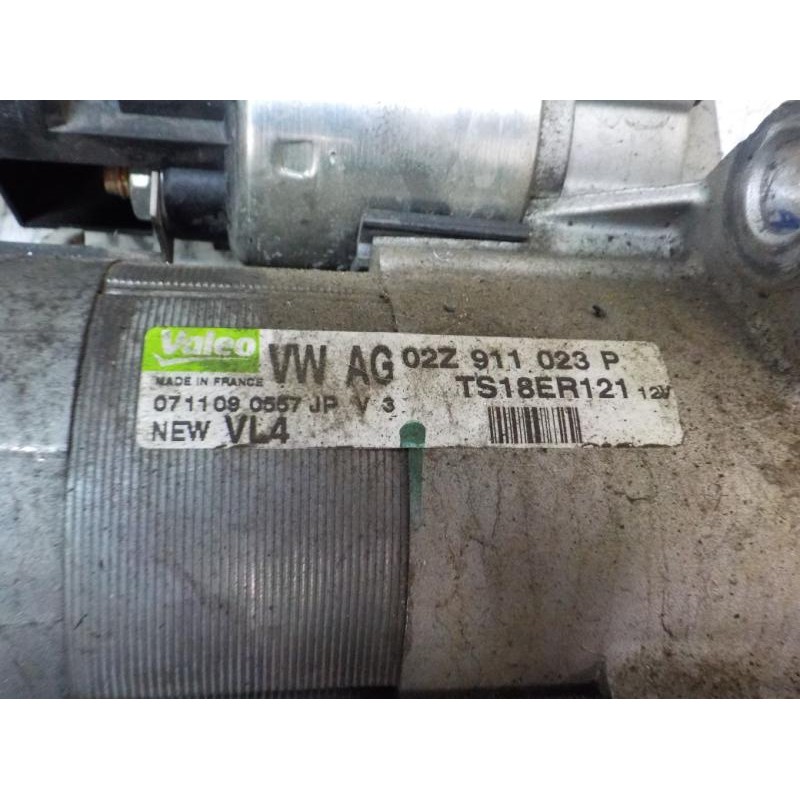 Valeo VW AG 02Z 911 023 P
MADE IN FRANCE TS18ER121 12V
071109 0557 JP V 3
NEW VL4